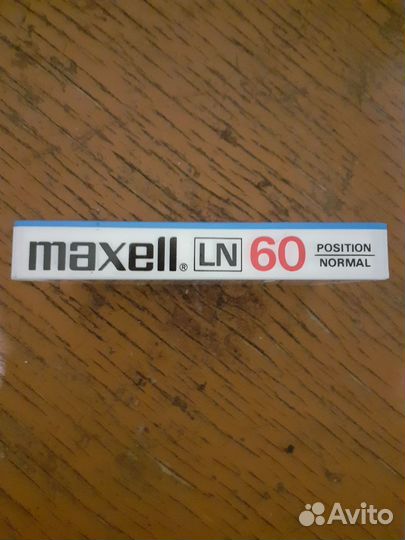 maxell® LN 60 POSITION
NORMAL
Avito